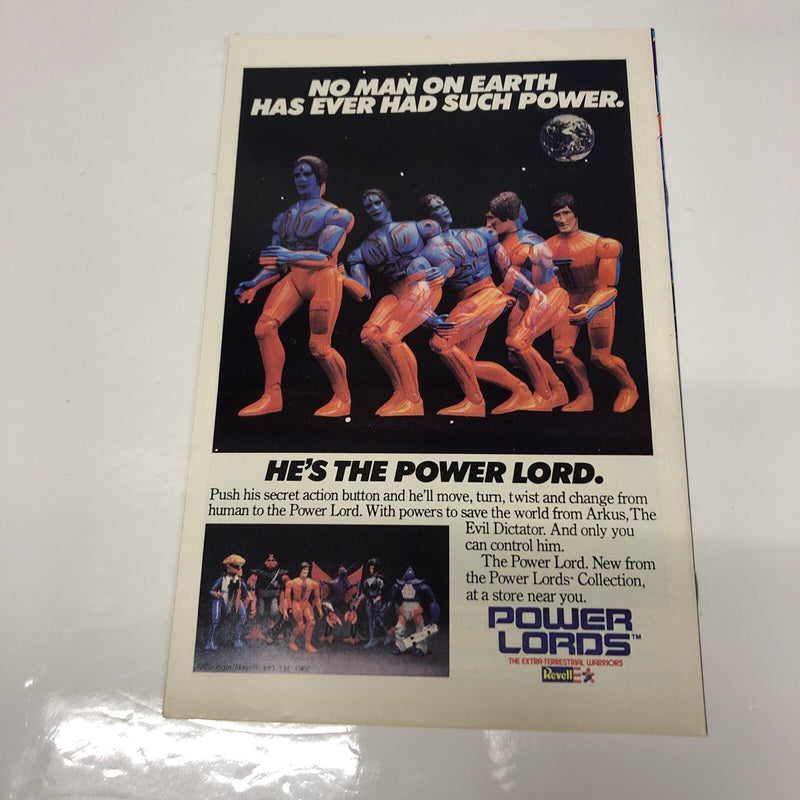 NO MAN ON EARTH
HAS EVER HAD SUCH POWER.
HE'S THE POWER LORD.
Push his secret action button and he'll move, turn, twist and change from
human to the Power Lord. With powers to save the world from Arkus, The
Evil Dictator. And only you
can control him.
The Power Lord. New from
the Power Lords™ Collection,
at a store near you.
POWER
LORDS™
THE EXTRA-TERRESTRIAL WARRIORS
Revell